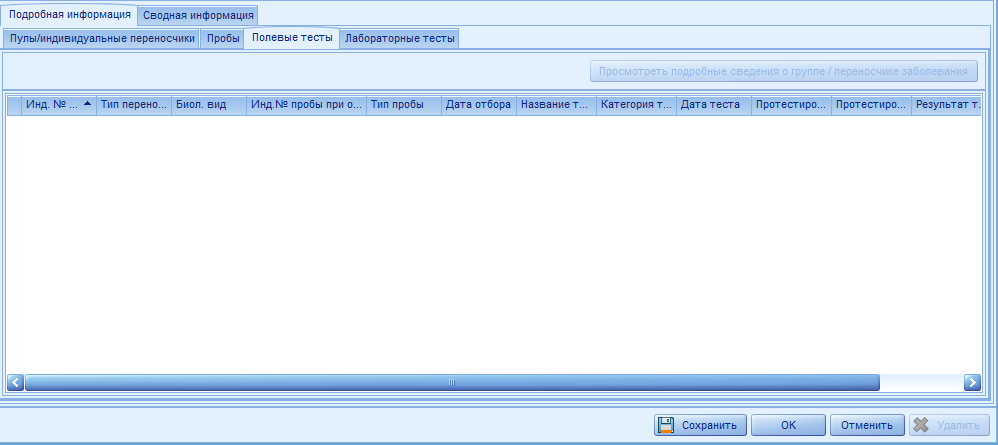 Подробная информация Сводная информация
Пулы/индивидуальные переносчики Пробы Полевые тесты Лабораторные тесты
Просмотреть подробные сведения о группе / переносчике заболевания
Инд. № ... Тип перено... Биол. вид Инд.№ пробы при о... Тип пробы Дата отбора Название т... Категория т... Дата теста Протестиро... Протестиро... Результат т.
Сохранить OK Отменить Удалить